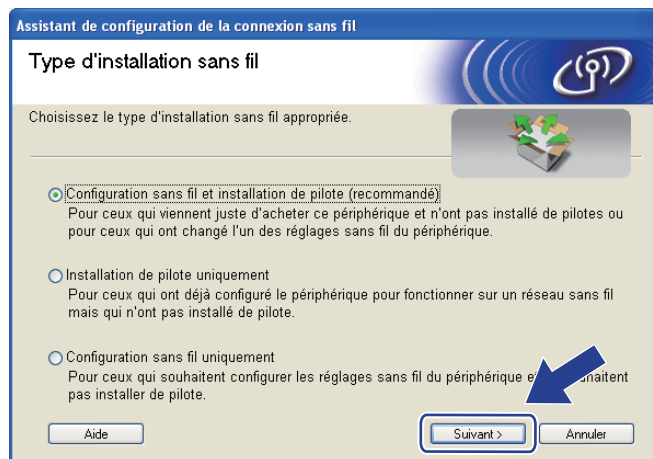 Assistant de configuration de la connexion sans fil
Type d'installation sans fil
Choisissez le type d'installation sans fil appropriée.
Configuration sans fil et installation de pilote (recommandé)
Pour ceux qui viennent juste d'acheter ce périphérique et n'ont pas installé de pilotes ou
pour ceux qui ont changé l'un des réglages sans fil du périphérique.
Installation de pilote uniquement
Pour ceux qui ont déjà configuré le périphérique pour fonctionner sur un réseau sans fil
mais qui n'ont pas installé de pilote.
Configuration sans fil uniquement
Pour ceux qui souhaitent configurer les réglages sans fil du périphérique
pas installer de pilote.
Aide
Suivant >
Annuler